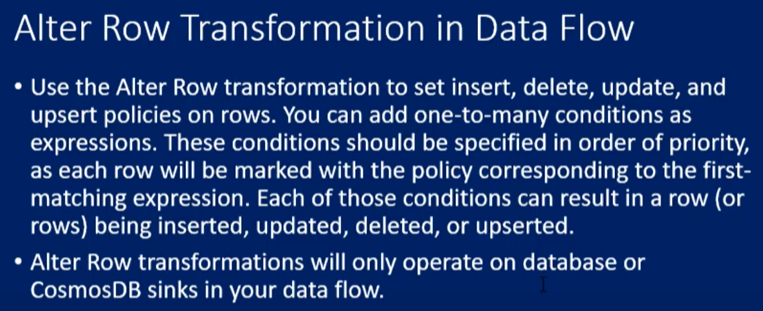 Alter Row Transformation in Data Flow
• Use the Alter Row transformation to set insert, delete, update, and
upsert policies on rows. You can add one-to-many conditions as
expressions. These conditions should be specified in order of priority,
as each row will be marked with the policy corresponding to the first-
matching expression. Each of those conditions can result in a row (or
rows) being inserted, updated, deleted, or upserted.
• Alter Row transformations will only operate on database or
CosmosDB sinks in your data flow.